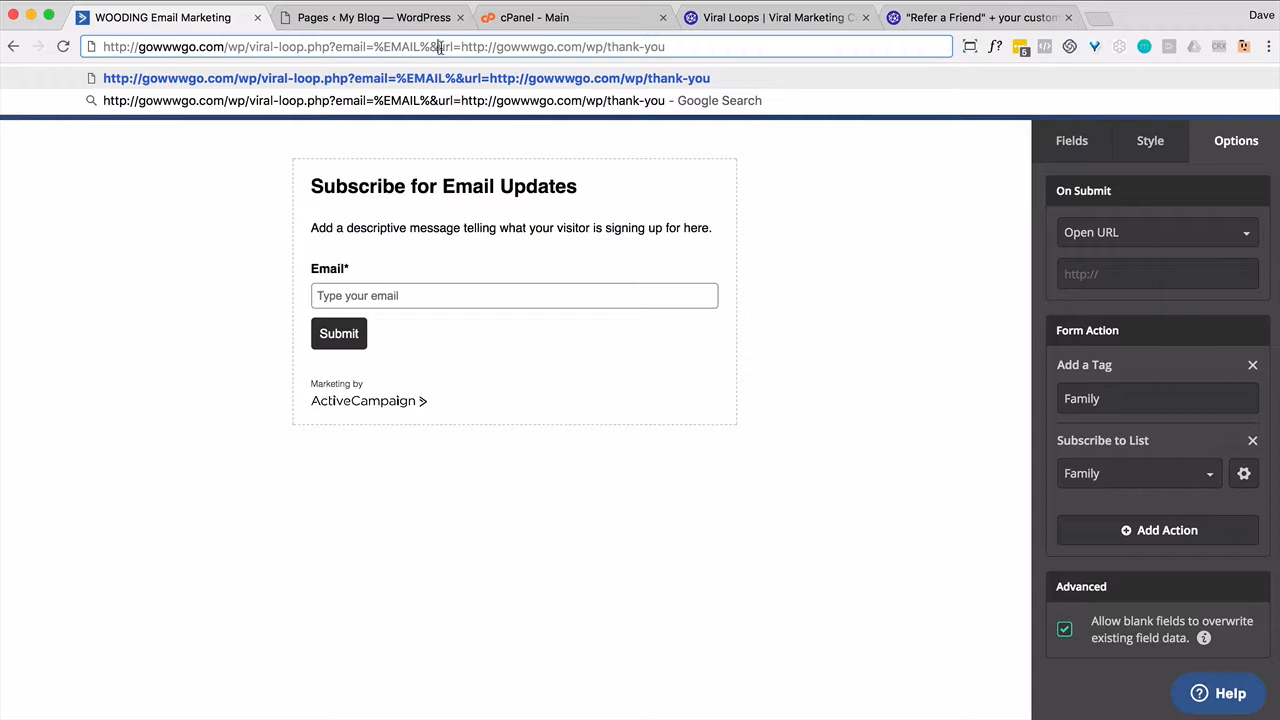 WOODING Email Marketing
Pages ‹ My Blog — WordPress
cPanel - Main
Viral Loops | Viral Marketing C
"Refer a Friend" + your custom
Dave
http://gowwwgo.com/wp/viral-loop.php?email=%EMAIL%&url=http://gowwwgo.com/wp/thank-you
5
http://gowwwgo.com/wp/viral-loop.php?email=%EMAIL%&url=http://gowwwgo.com/wp/thank-you
http://gowwwgo.com/wp/viral-loop.php?email=%EMAIL%&url=http://gowwwgo.com/wp/thank-you - Google Search
Fields
Style
Options
Subscribe for Email Updates
Add a descriptive message telling what your visitor is signing up for here.
Email*
Type your email
Submit
Marketing by
ActiveCampaign >
On Submit
Open URL
http://
Form Action
Add a Tag
Family
Subscribe to List
Family
Add Action
Advanced
Allow blank fields to overwrite
existing field data.
Help